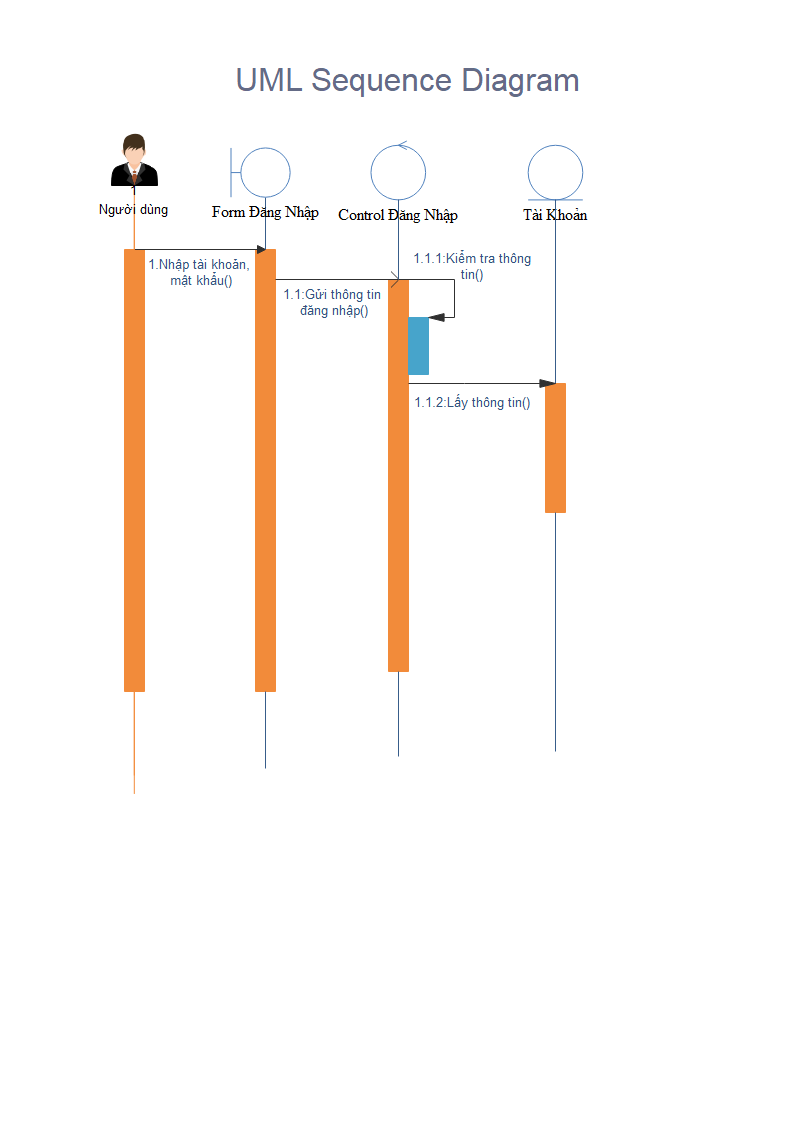 UML Sequence Diagram
Người dùng
Form Đăng Nhập
Control Đăng Nhập
Tài Khoản
1.Nhập tài khoản,
mật khẩu()
1.1:Gửi thông tin
đăng nhập()
1.1.1:Kiểm tra thông
tin()
1.1.2:Lấy thông tin()